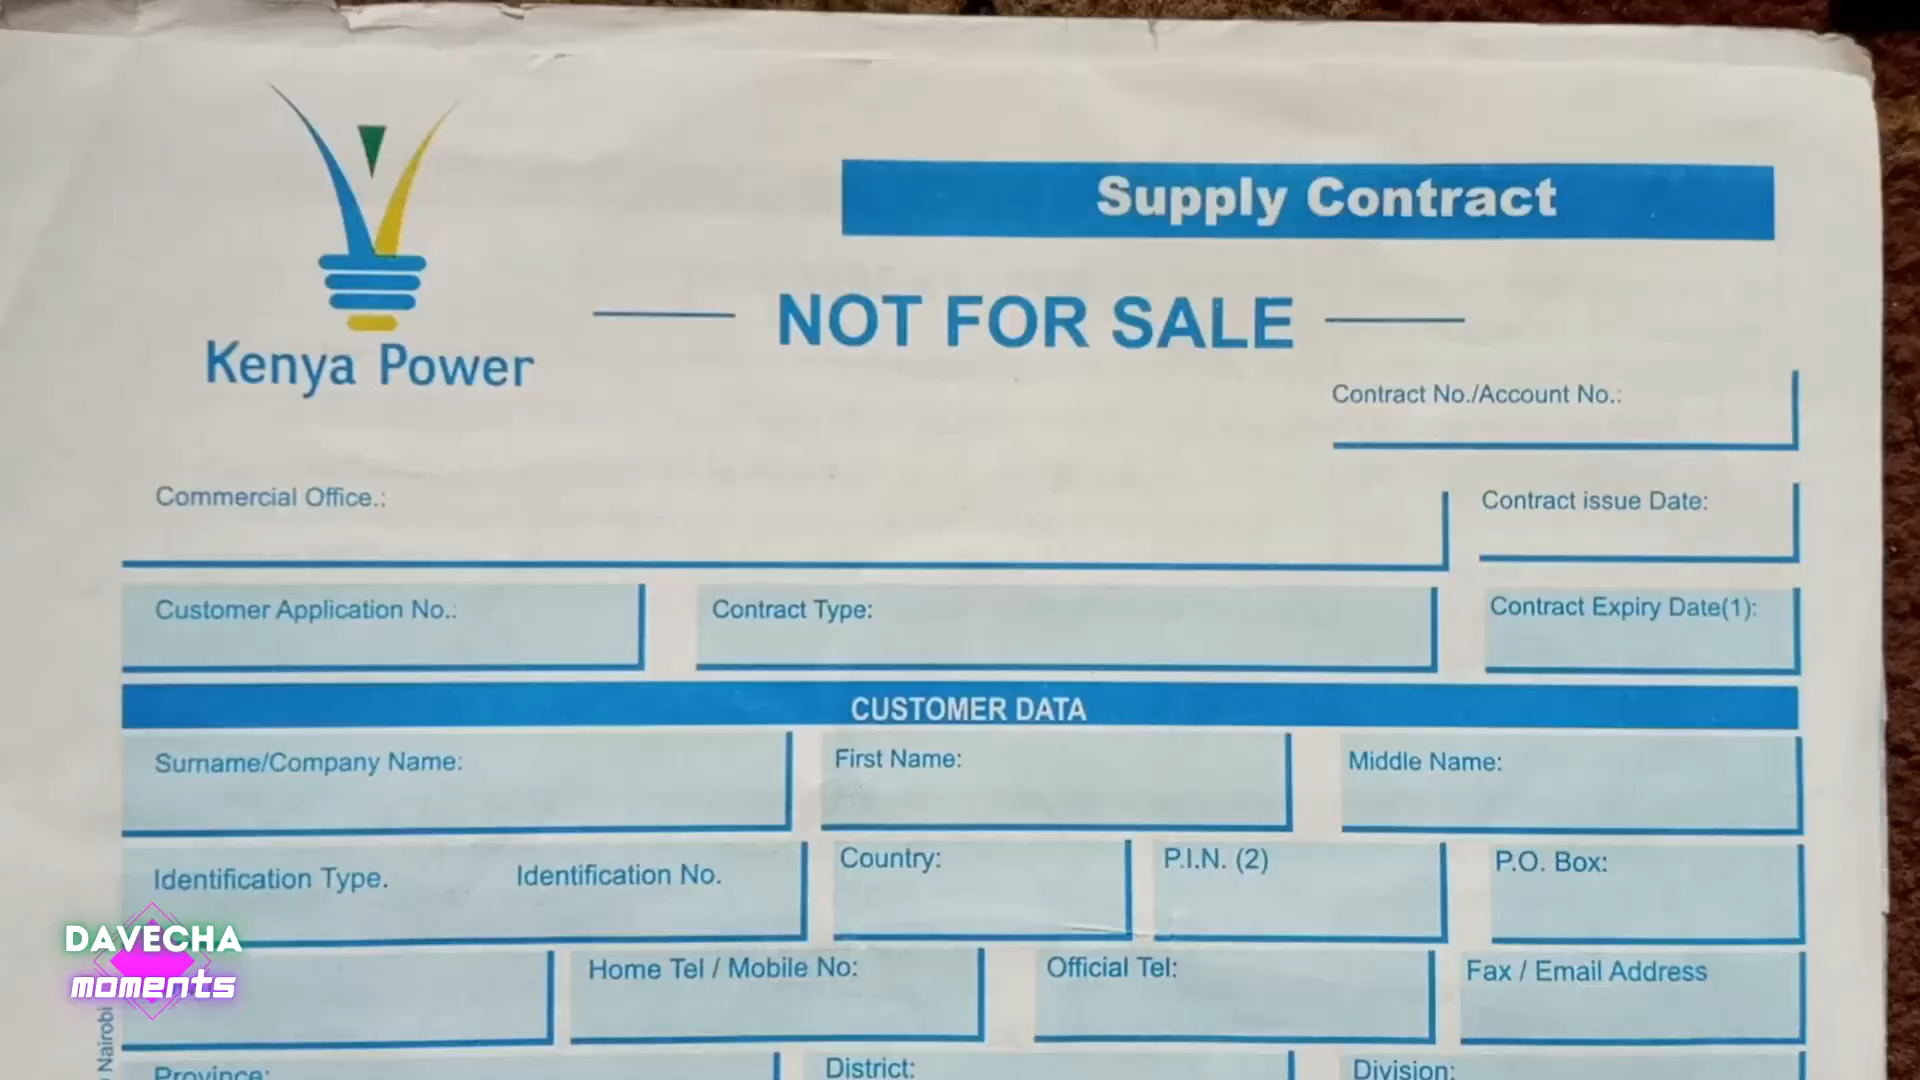 Supply Contract
NOT FOR SALE
Kenya Power
Contract No./Account No.:
Commercial Office.:
Contract issue Date:
Customer Application No.:
Contract Type:
Contract Expiry Date(1):
CUSTOMER DATA
Surname/Company Name:
First Name:
Middle Name:
Identification Type.
Identification No.
Country:
P.I.N. (2)
P.O. Box:
DAVECHA
moments
Home Tel / Mobile No:
Official Tel:
Fax / Email Address
Nairobi
Province:
District:
Division: